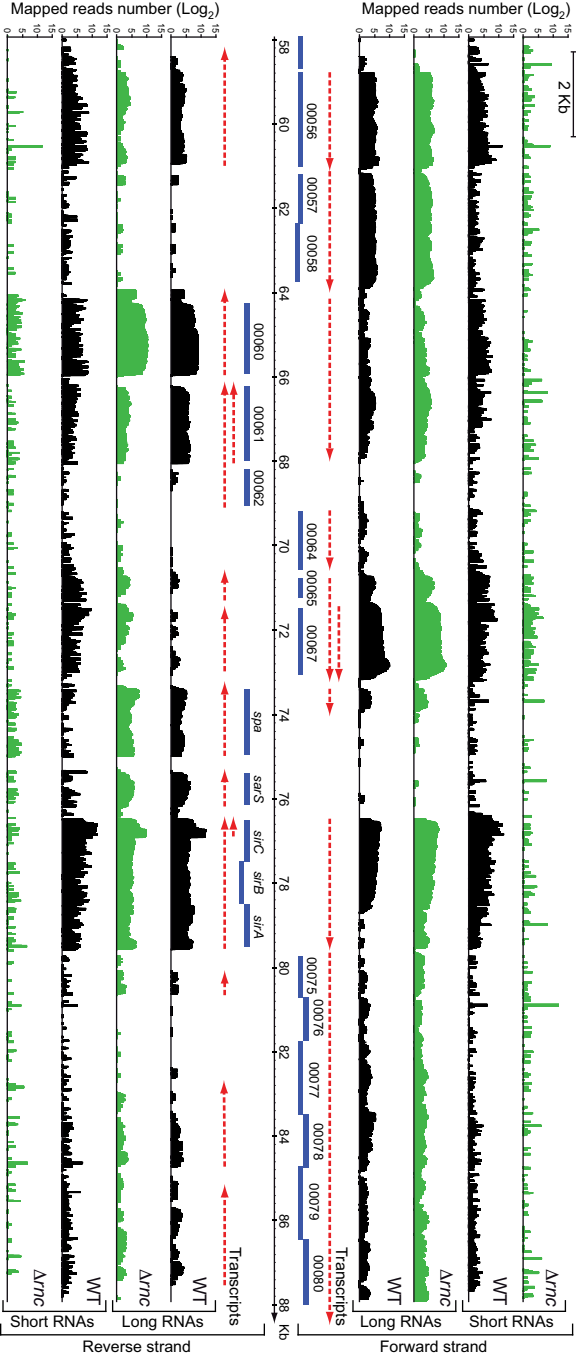 Mapped reads number (Log2)
Mapped reads number (Log2)
2 Kb
15 10 5 0
Δrnc
15 10 5 0
WT
Short RNAs
15 10 5 0
Δrnc
15 10 5 0
WT
Long RNAs
Forward strand
Transcripts
00056 00057 00058 00064 00065 00067 00075 00076 00077 00078 00079 00080
58 60 62 64 66 68 70 72 74 76 78 80 82 84 86 88 Kb
00060 00061 00062 spa sarS sirC sirB sirA
Transcripts
15 10 5 0
WT
15 10 5 0
Δrnc
Long RNAs
15 10 5 0
WT
15 10 5 0
Δrnc
Short RNAs
Reverse strand